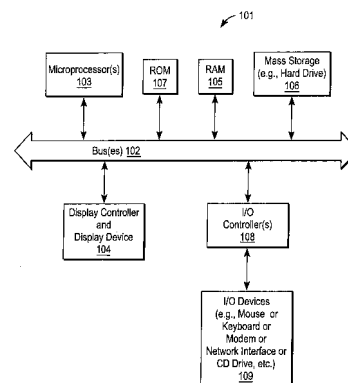 101
Microprocessor(s)
103
ROM
107
RAM
105
Mass Storage
(e.g., Hard Drive)
106
Bus(es) 102
Display Controller
and
Display Device
104
I/O
Controller(s)
108
I/O Devices
(e.g., Mouse or
Keyboard or
Modem or
Network Interface or
CD Drive, etc.)
109